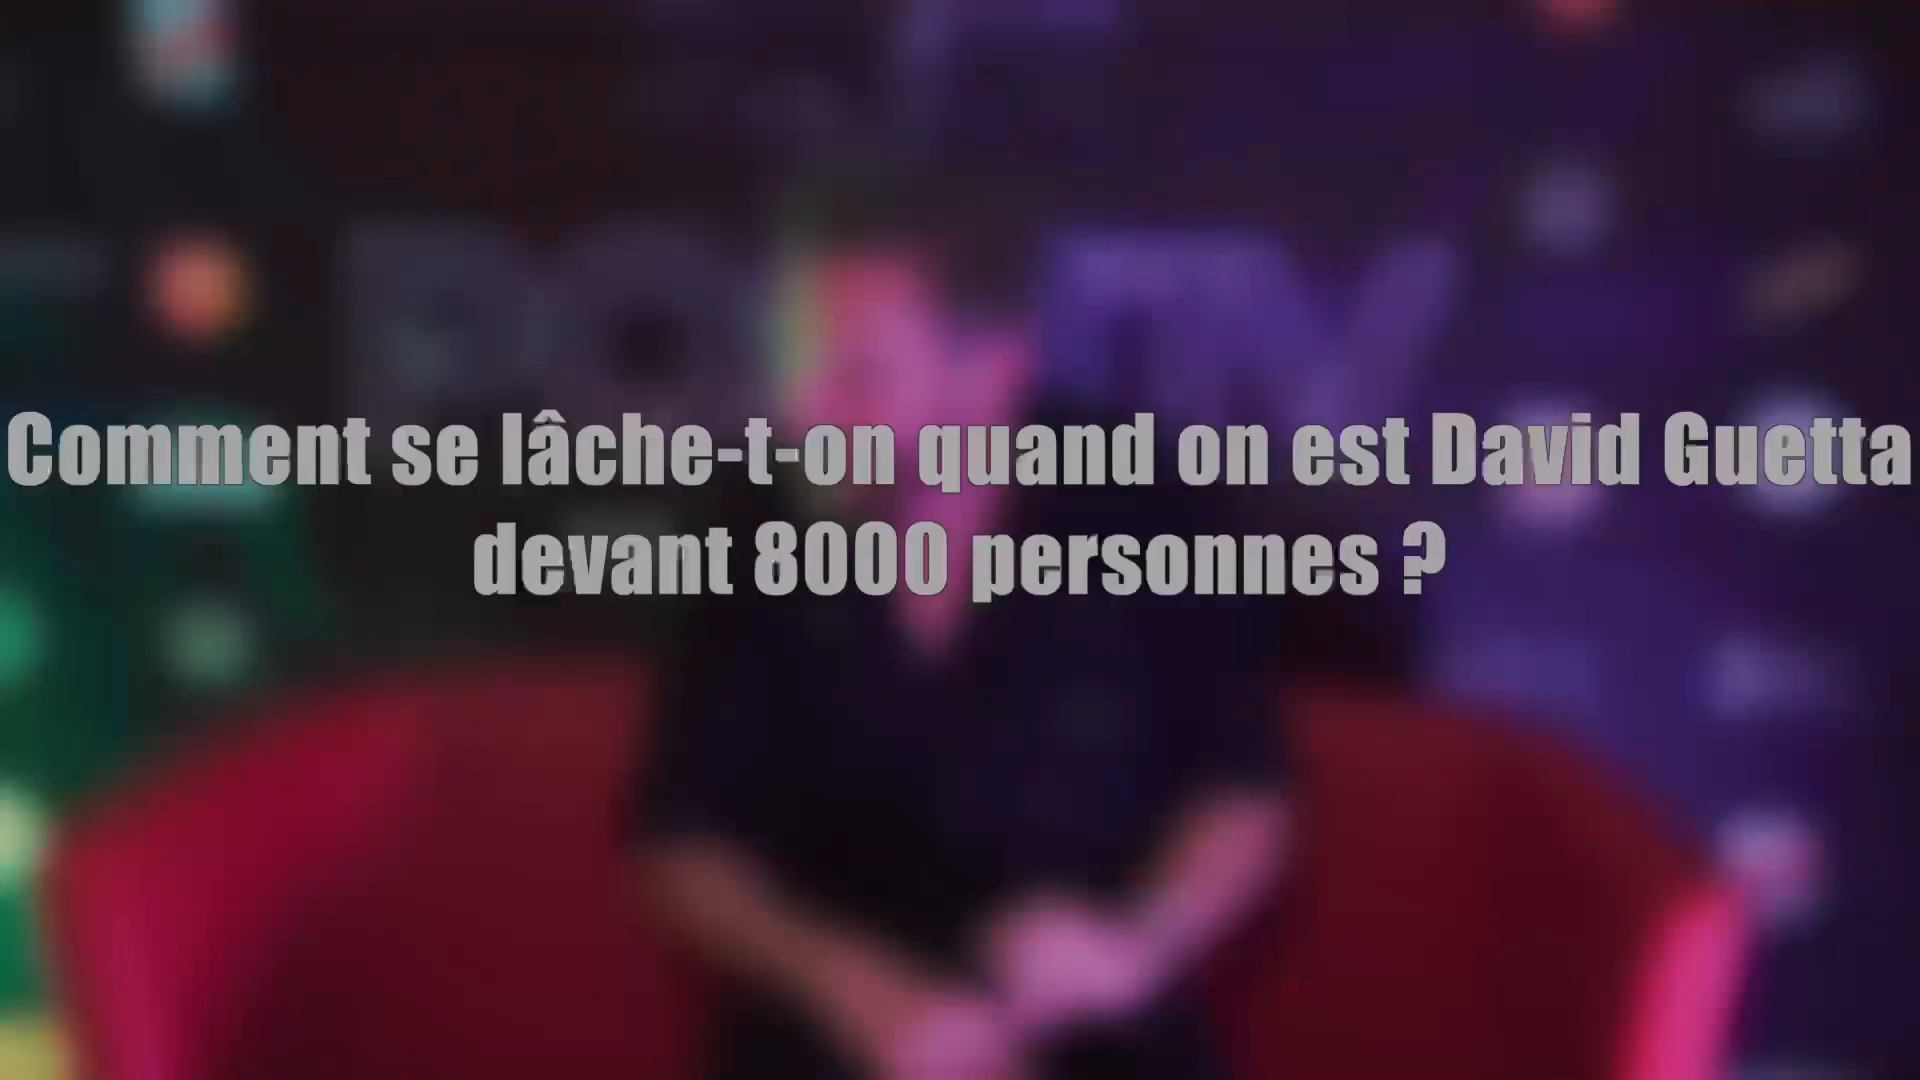 Comment se lâche-t-on quand on est David Guetta
devant 8000 personnes ?